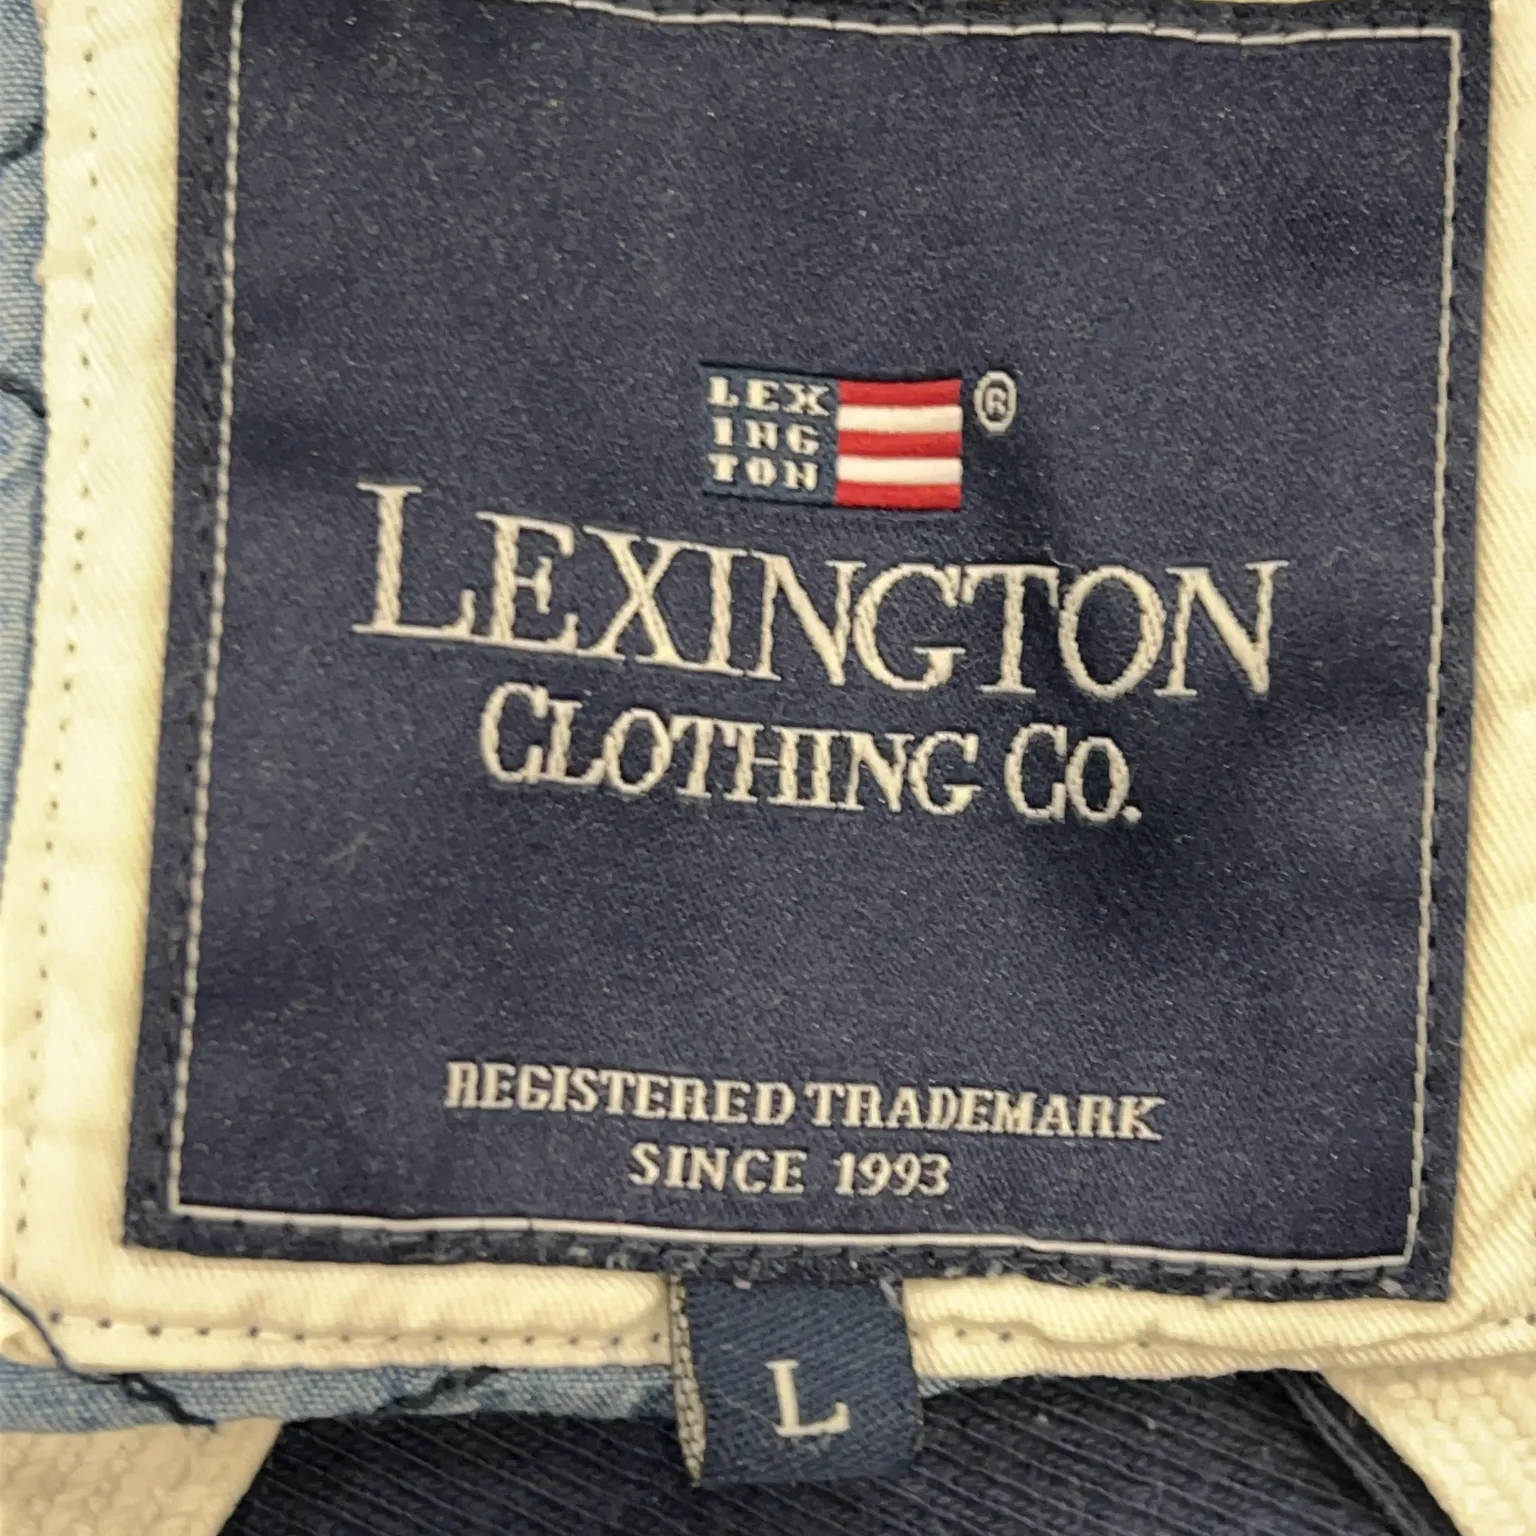 LEX
ING
TON
®
LEXINGTON
CLOTHING CO.
REGISTERED TRADEMARK
SINCE 1993
L